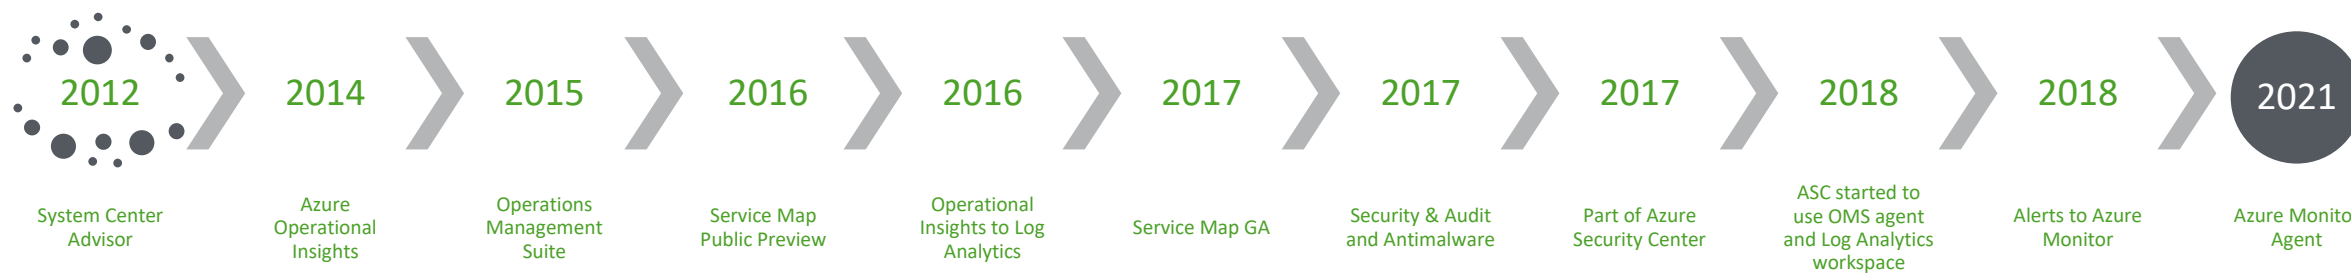 2012
2014
2015
2016
2016
2017
2017
2017
2018
2018
2021
System Center
Advisor
Azure
Operational
Insights
Operations
Management
Suite
Service Map
Public Preview
Operational
Insights to Log
Analytics
Service Map GA
Security & Audit
and Antimalware
Part of Azure
Security Center
ASC started to
use OMS agent
and Log Analytics
workspace
Alerts to Azure
Monitor
Azure Monito
Agent